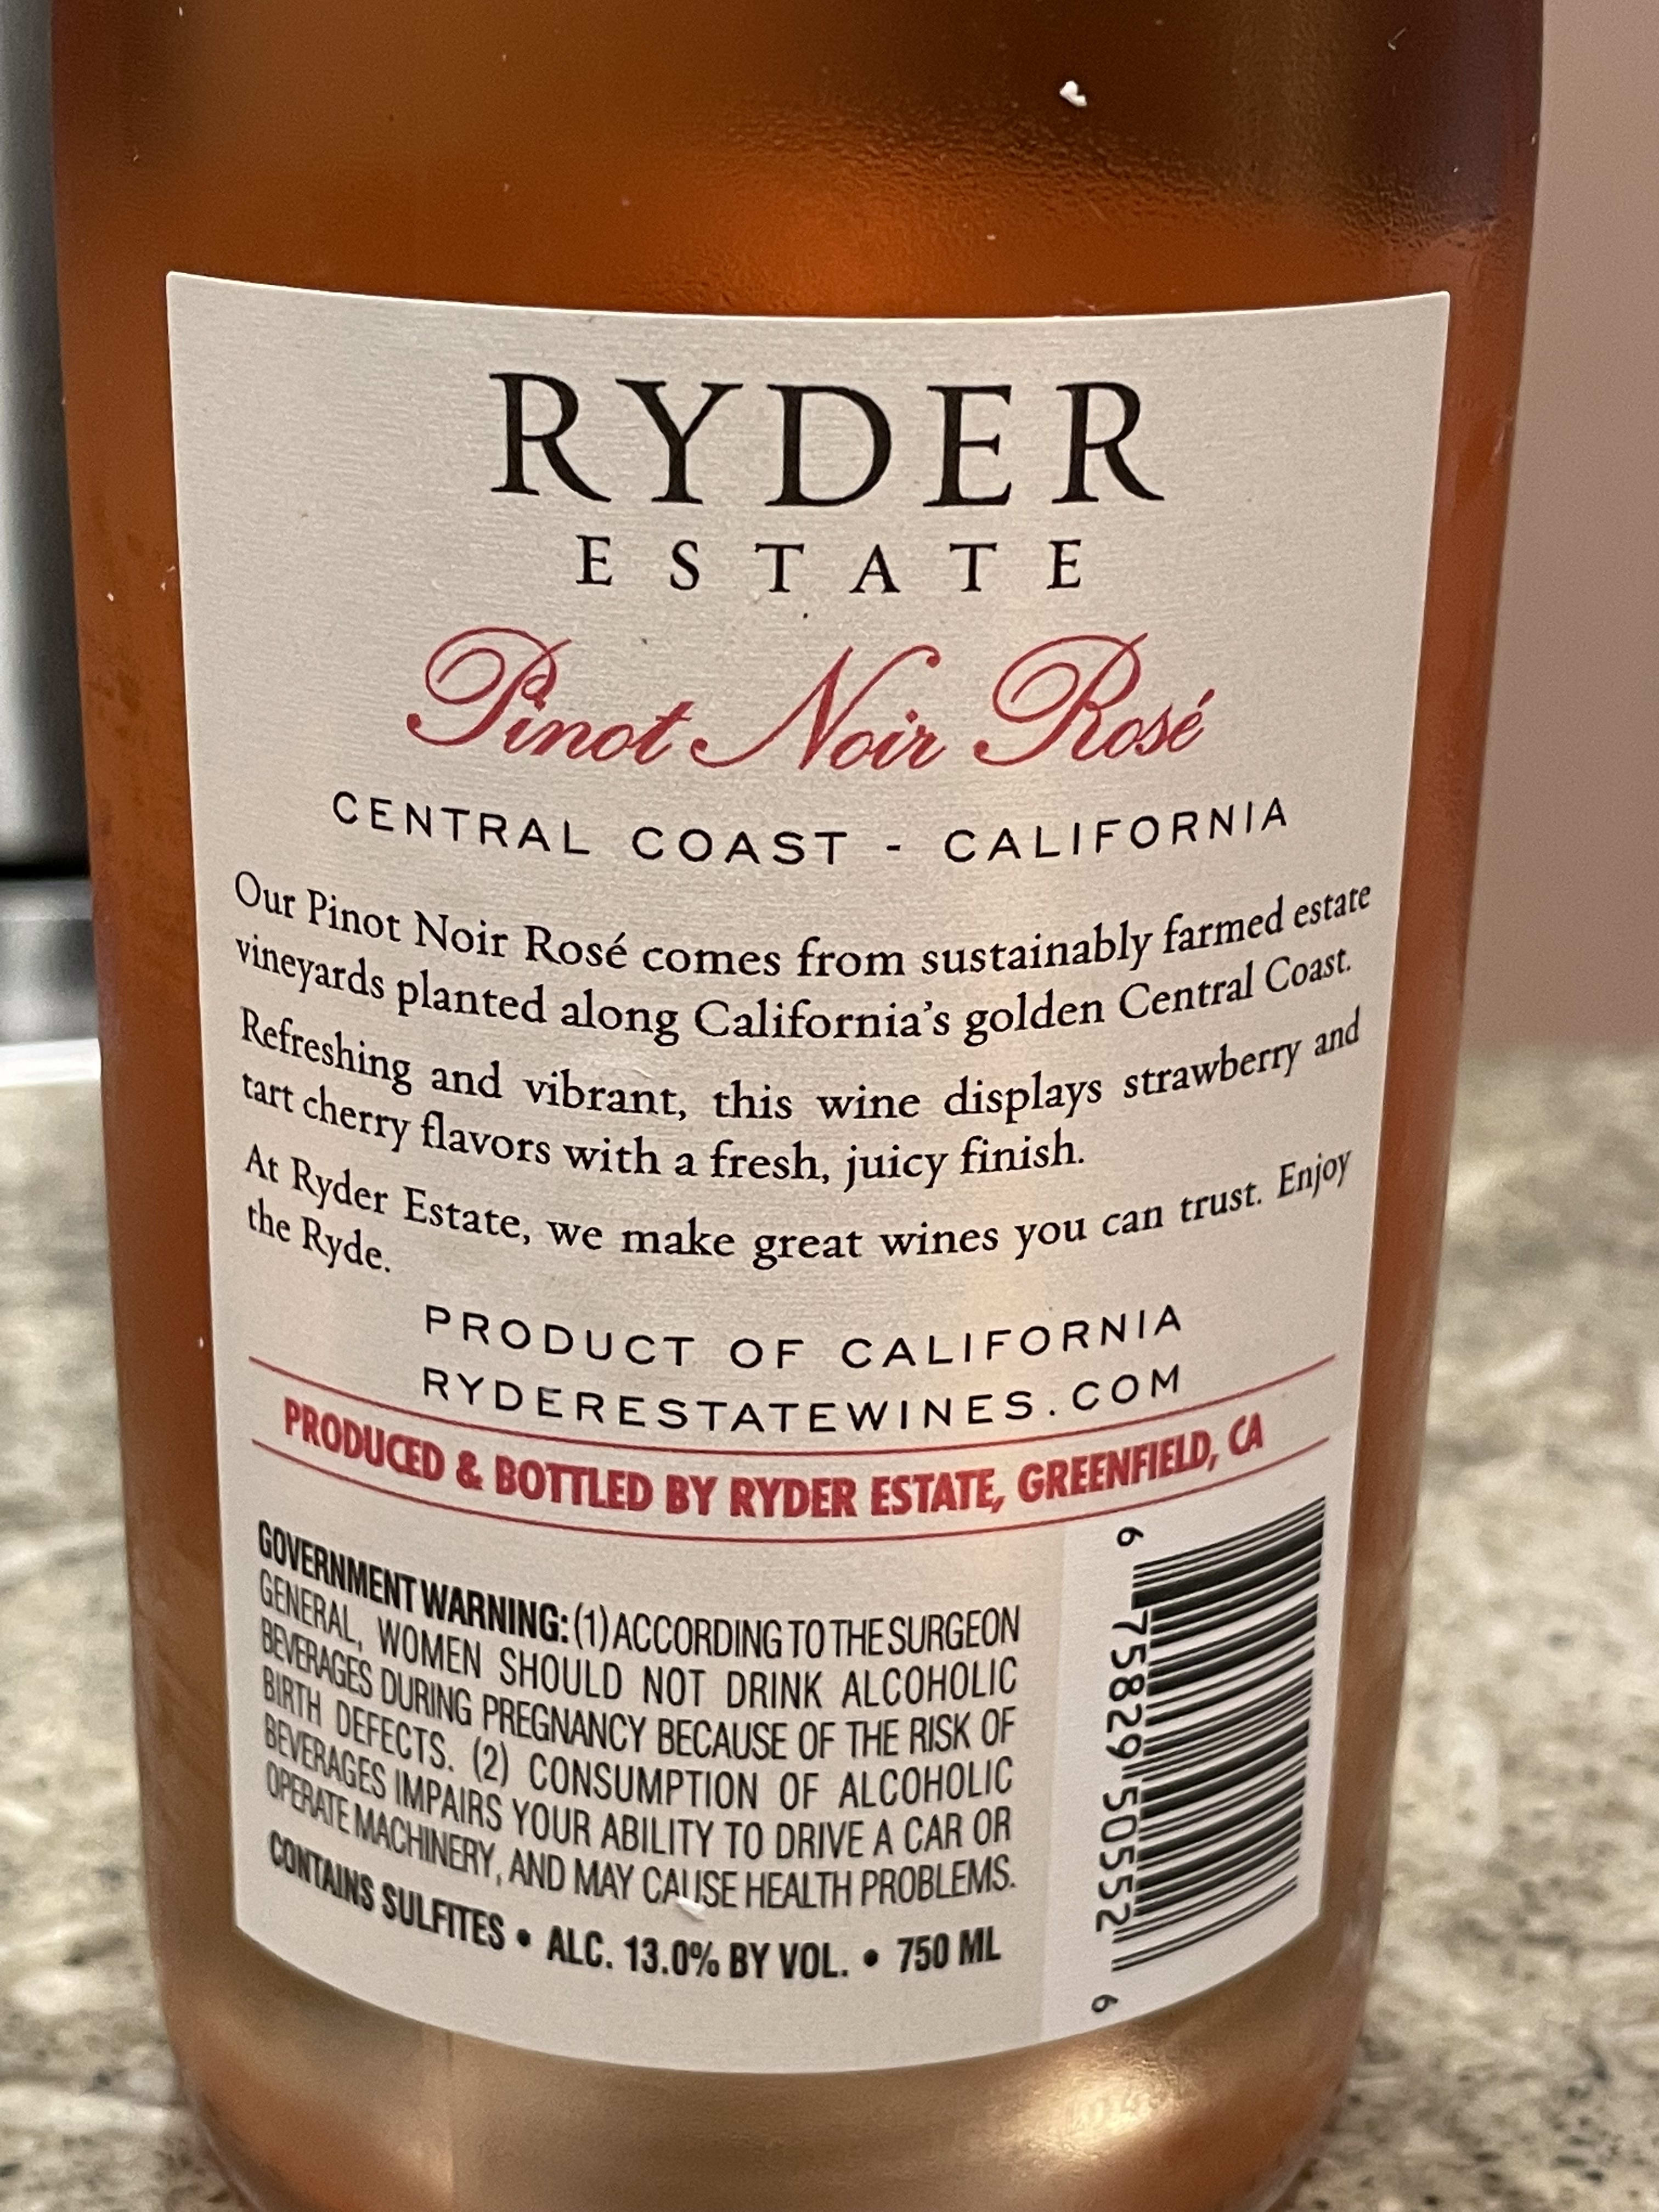 RYDER
ESTATE
Pinot Noir Rosé
CENTRAL COAST - CALIFORNIA
Our Pinot Noir Rosé comes from sustainably farmed estate
vineyards planted along California's golden Central Coast.
Refreshing and vibrant, this wine displays strawberry and
tart cherry flavors with a fresh, juicy finish.
At Ryder Estate, we make great wines you can trust. Enjoy
the Ryde.
PRODUCT OF CALIFORNIA
RYDERESTATEWINES.COM
PRODUCED & BOTTLED BY RYDER ESTATE, GREENFIELD, CA
GOVERNMENT WARNING: (1) ACCORDING TO THE SURGEON
GENERAL, WOMEN SHOULD NOT DRINK ALCOHOLIC
BEVERAGES DURING PREGNANCY BECAUSE OF THE RISK OF
BIRTH DEFECTS. (2) CONSUMPTION OF ALCOHOLIC
BEVERAGES IMPAIRS YOUR ABILITY TO DRIVE A CAR OR
OPERATE MACHINERY, AND MAY CAUSE HEALTH PROBLEMS.
CONTAINS SULFITES • ALC. 13.0% BY VOL. • 750 ML
6 75829 50552 6